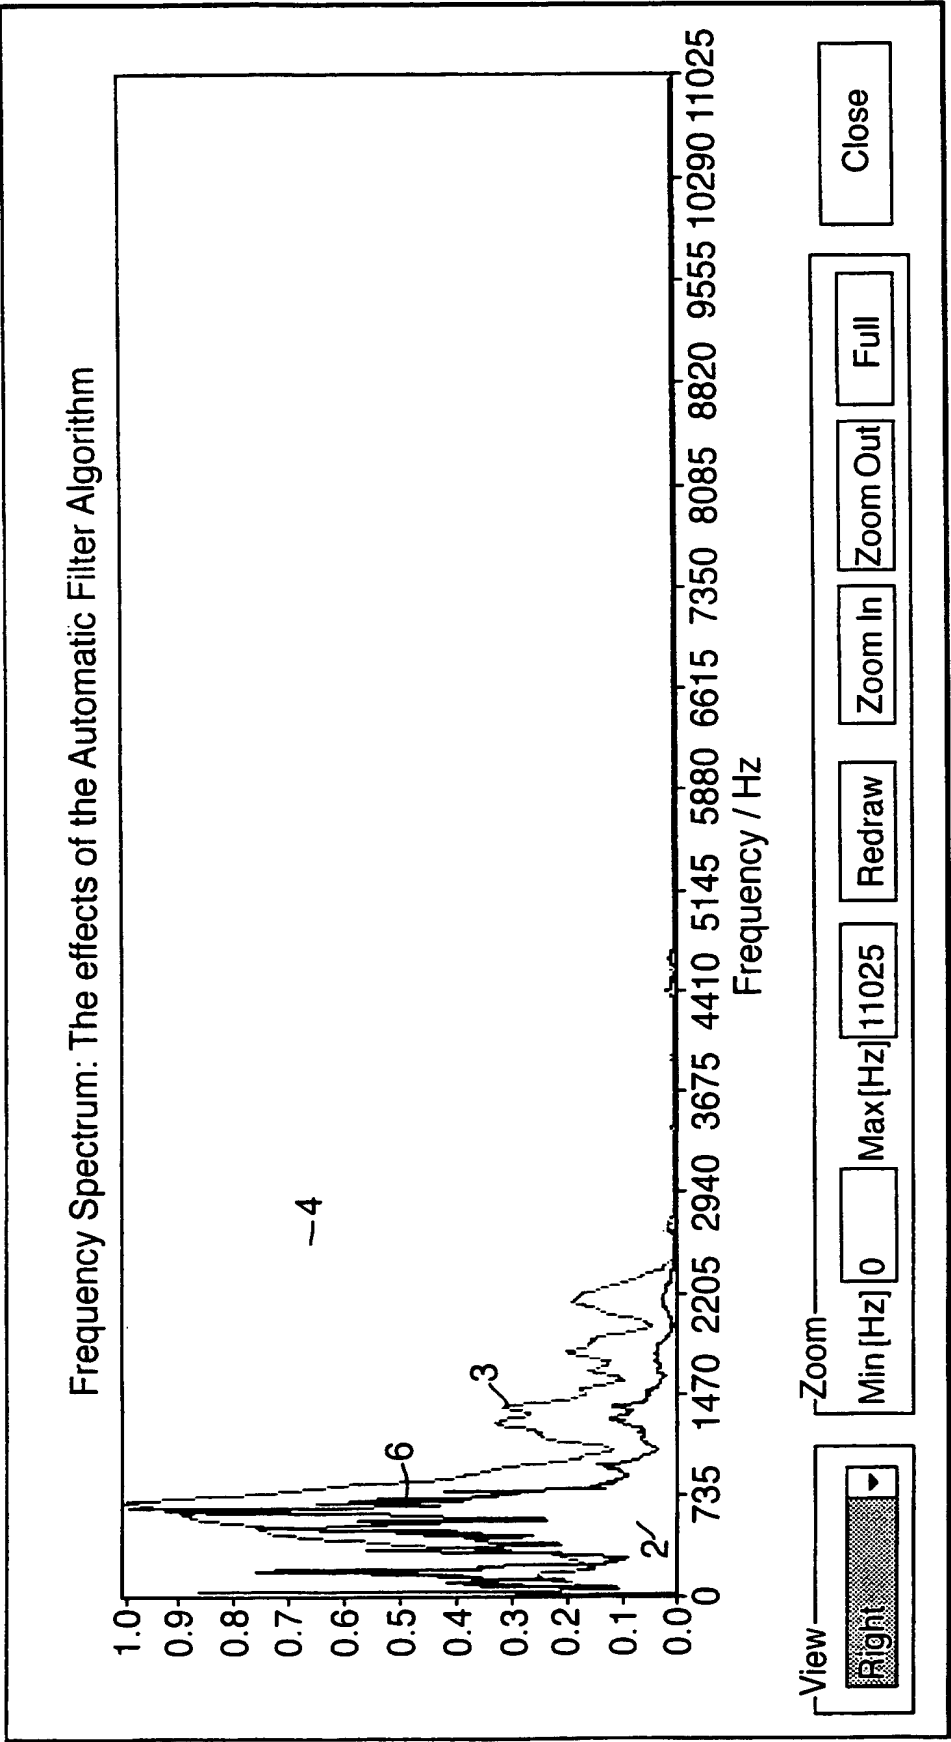 Frequency Spectrum: The effects of the Automatic Filter Algorithm
1.0
0.9
0.8
0.7
0.6
0.5
0.4
0.3
0.2
0.1
0.0
6
3
4
2
0 735 1470 2205 2940 3675 4410 5145 5880 6615 7350 8085 8820 9555 10290 11025
Frequency / Hz
View
Right
Zoom
Min [Hz] 0 Max [Hz] 11025 Redraw Zoom In Zoom Out Full
Close